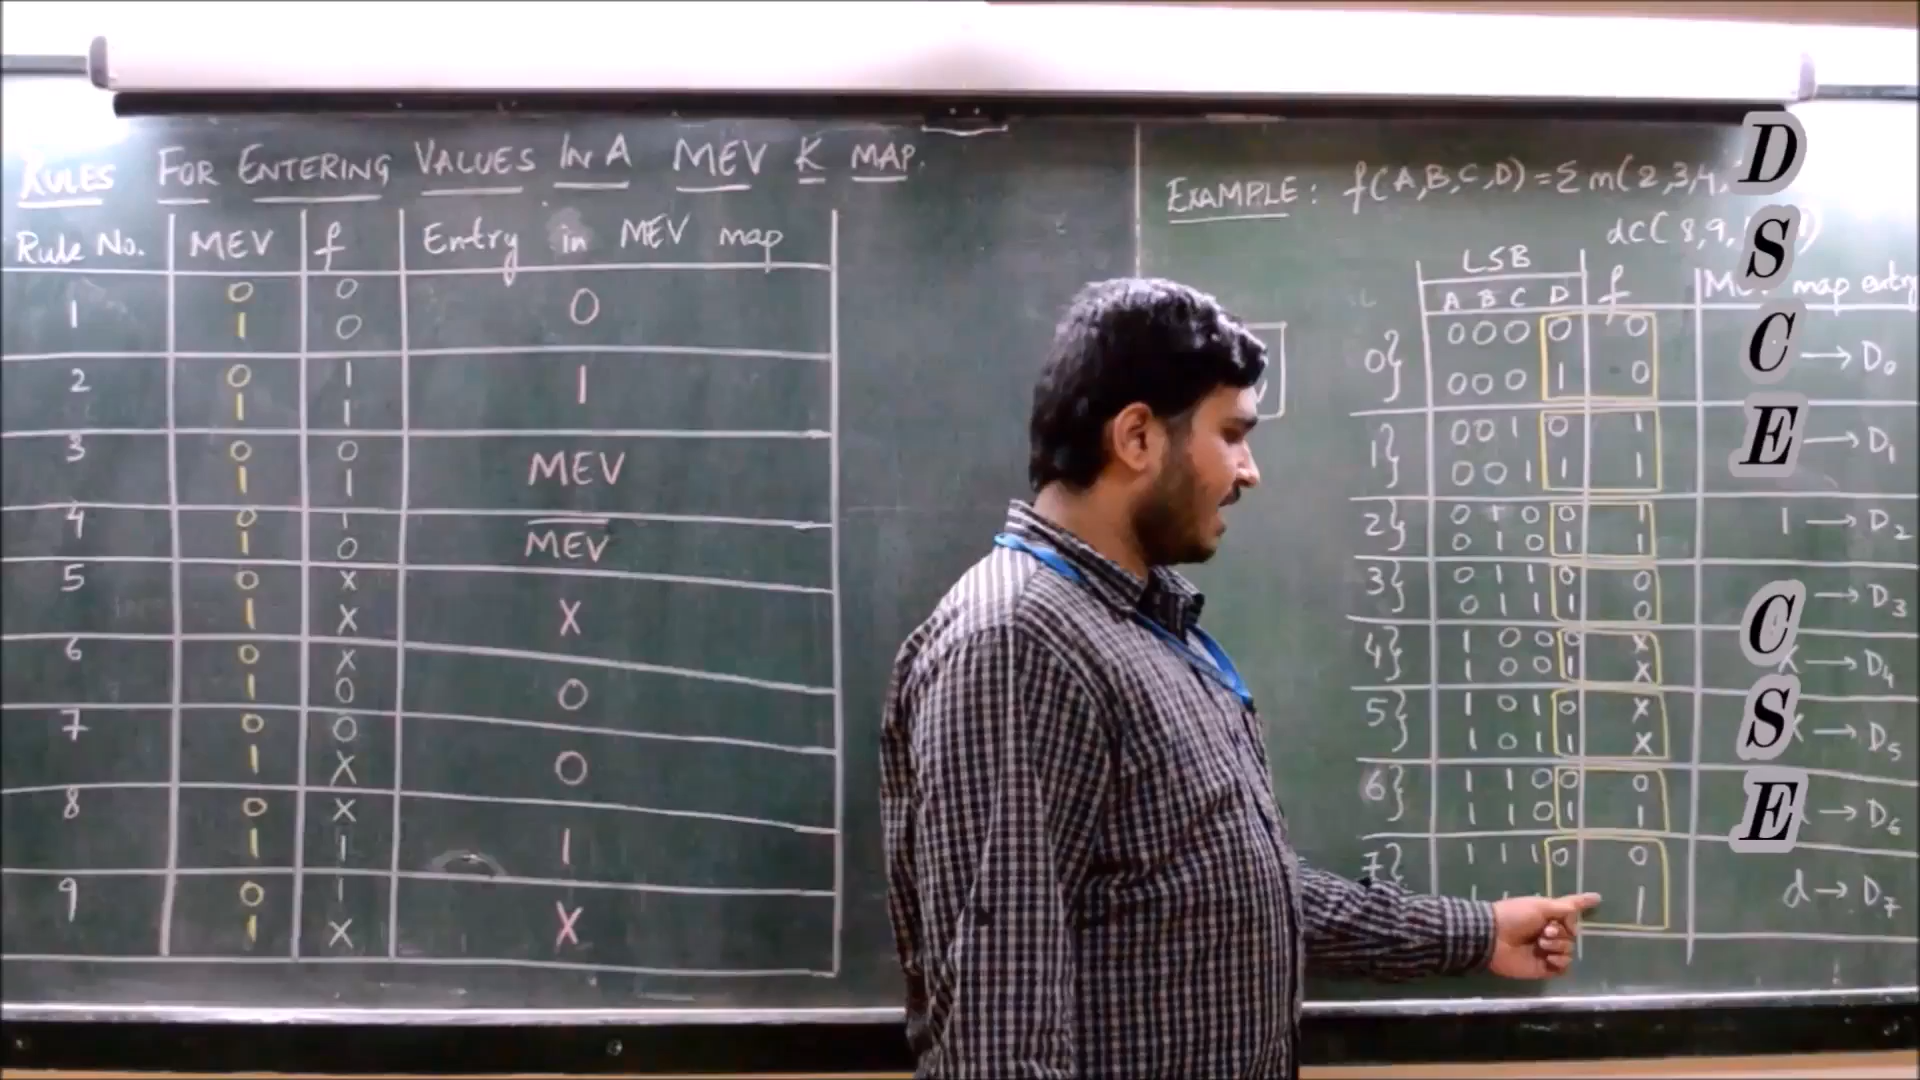 RULES FOR ENTERING VALUES IN A MEV K MAP.
Rule No. MEV f Entry in MEV map
1 0 0 0
1 0
2 0 1 1
1 1
3 0 0 MEV
1 1
4 0 1 M̅E̅V̅
1 0
5 0 X X
1 X
6 0 X 0
1 0
7 0 0 0
1 X
8 0 X 1
1 1
9 0 1 X
1 X
EXAMPLE: f(A,B,C,D) = Σ m(2,3,4,
dc(8,9,
LSB
A B C D f map entry
0} 0 0 0 0 0 → D₀
0 0 0 1 0
1} 0 0 1 0 1 → D₁
0 0 1 1 1
2} 0 1 0 0 1 1 → D₂
0 1 0 1 1
3} 0 1 1 0 0 → D₃
0 1 1 1 0
4} 1 0 0 0 X X → D₄
1 0 0 1 X
5} 1 0 1 0 X X → D₅
1 0 1 1 X
6} 1 1 0 0 0 → D₆
1 1 0 1 1
7} 1 1 1 0 0 d → D₇
1
D
S
C
E
C
S
E